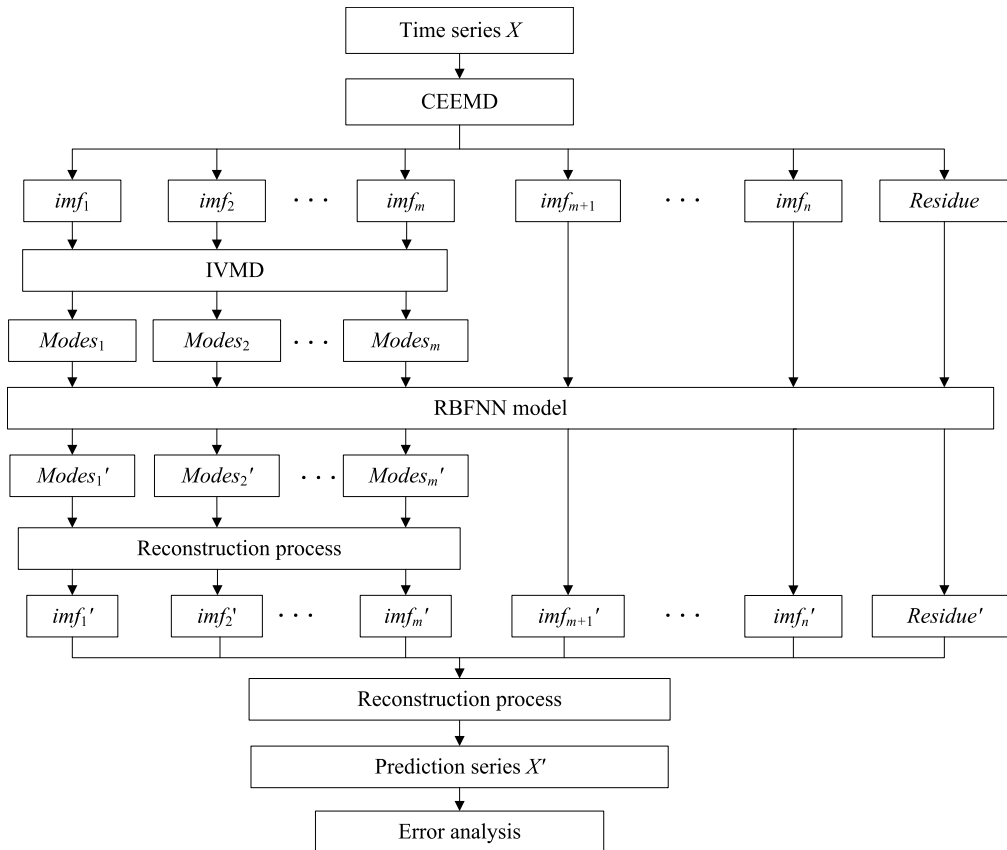 Time series X
CEEMD
imf₁ imf₂ · · · imfₘ imfₘ₊₁ · · · imfₙ Residue
IVMD
Modes₁ Modes₂ · · · Modesₘ
RBFNN model
Modes₁′ Modes₂′ · · · Modesₘ′
Reconstruction process
imf₁′ imf₂′ · · · imfₘ′ imfₘ₊₁′ · · · imfₙ′ Residue′
Reconstruction process
Prediction series X′
Error analysis